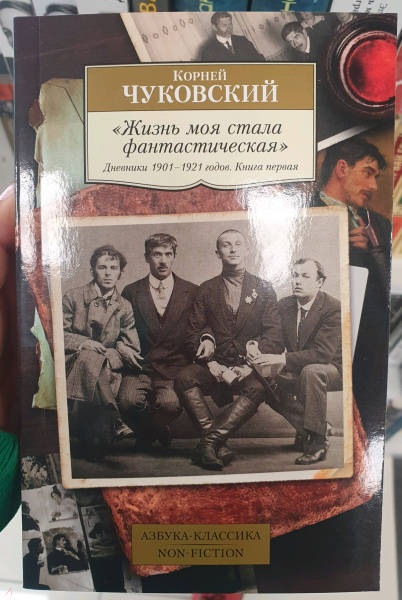 Корней
ЧУКОВСКИЙ
«Жизнь моя стала
фантастическая»
Дневники 1901–1921 годов. Книга первая
АЗБУКА-КЛАССИКА
NON-FICTION